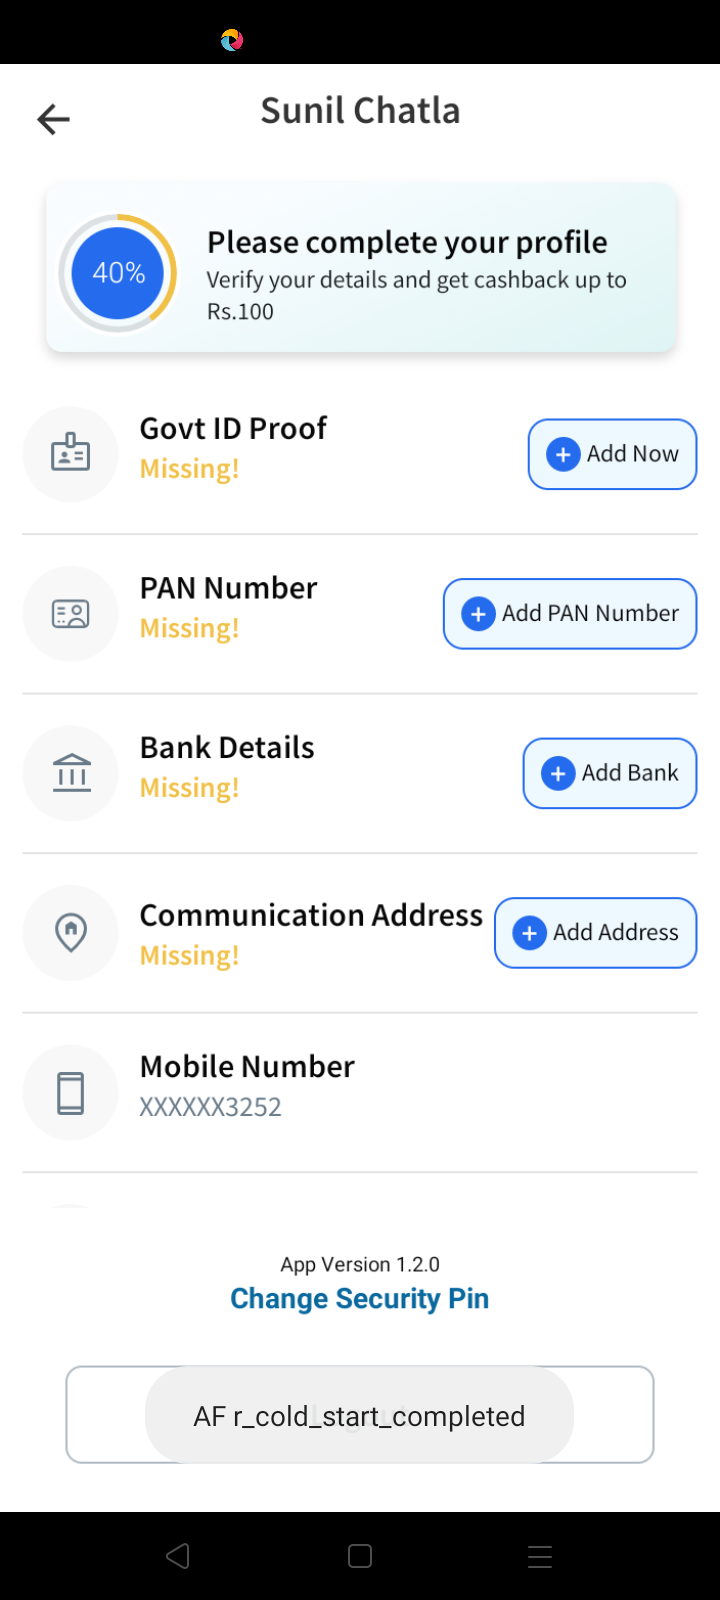 Sunil Chatla
40%
Please complete your profile
Verify your details and get cashback up to
Rs.100
Govt ID Proof
Missing!
Add Now
PAN Number
Missing!
Add PAN Number
Bank Details
Missing!
Add Bank
Communication Address
Missing!
Add Address
Mobile Number
XXXXXX3252
App Version 1.2.0
Change Security Pin
AF r_cold_start_completed